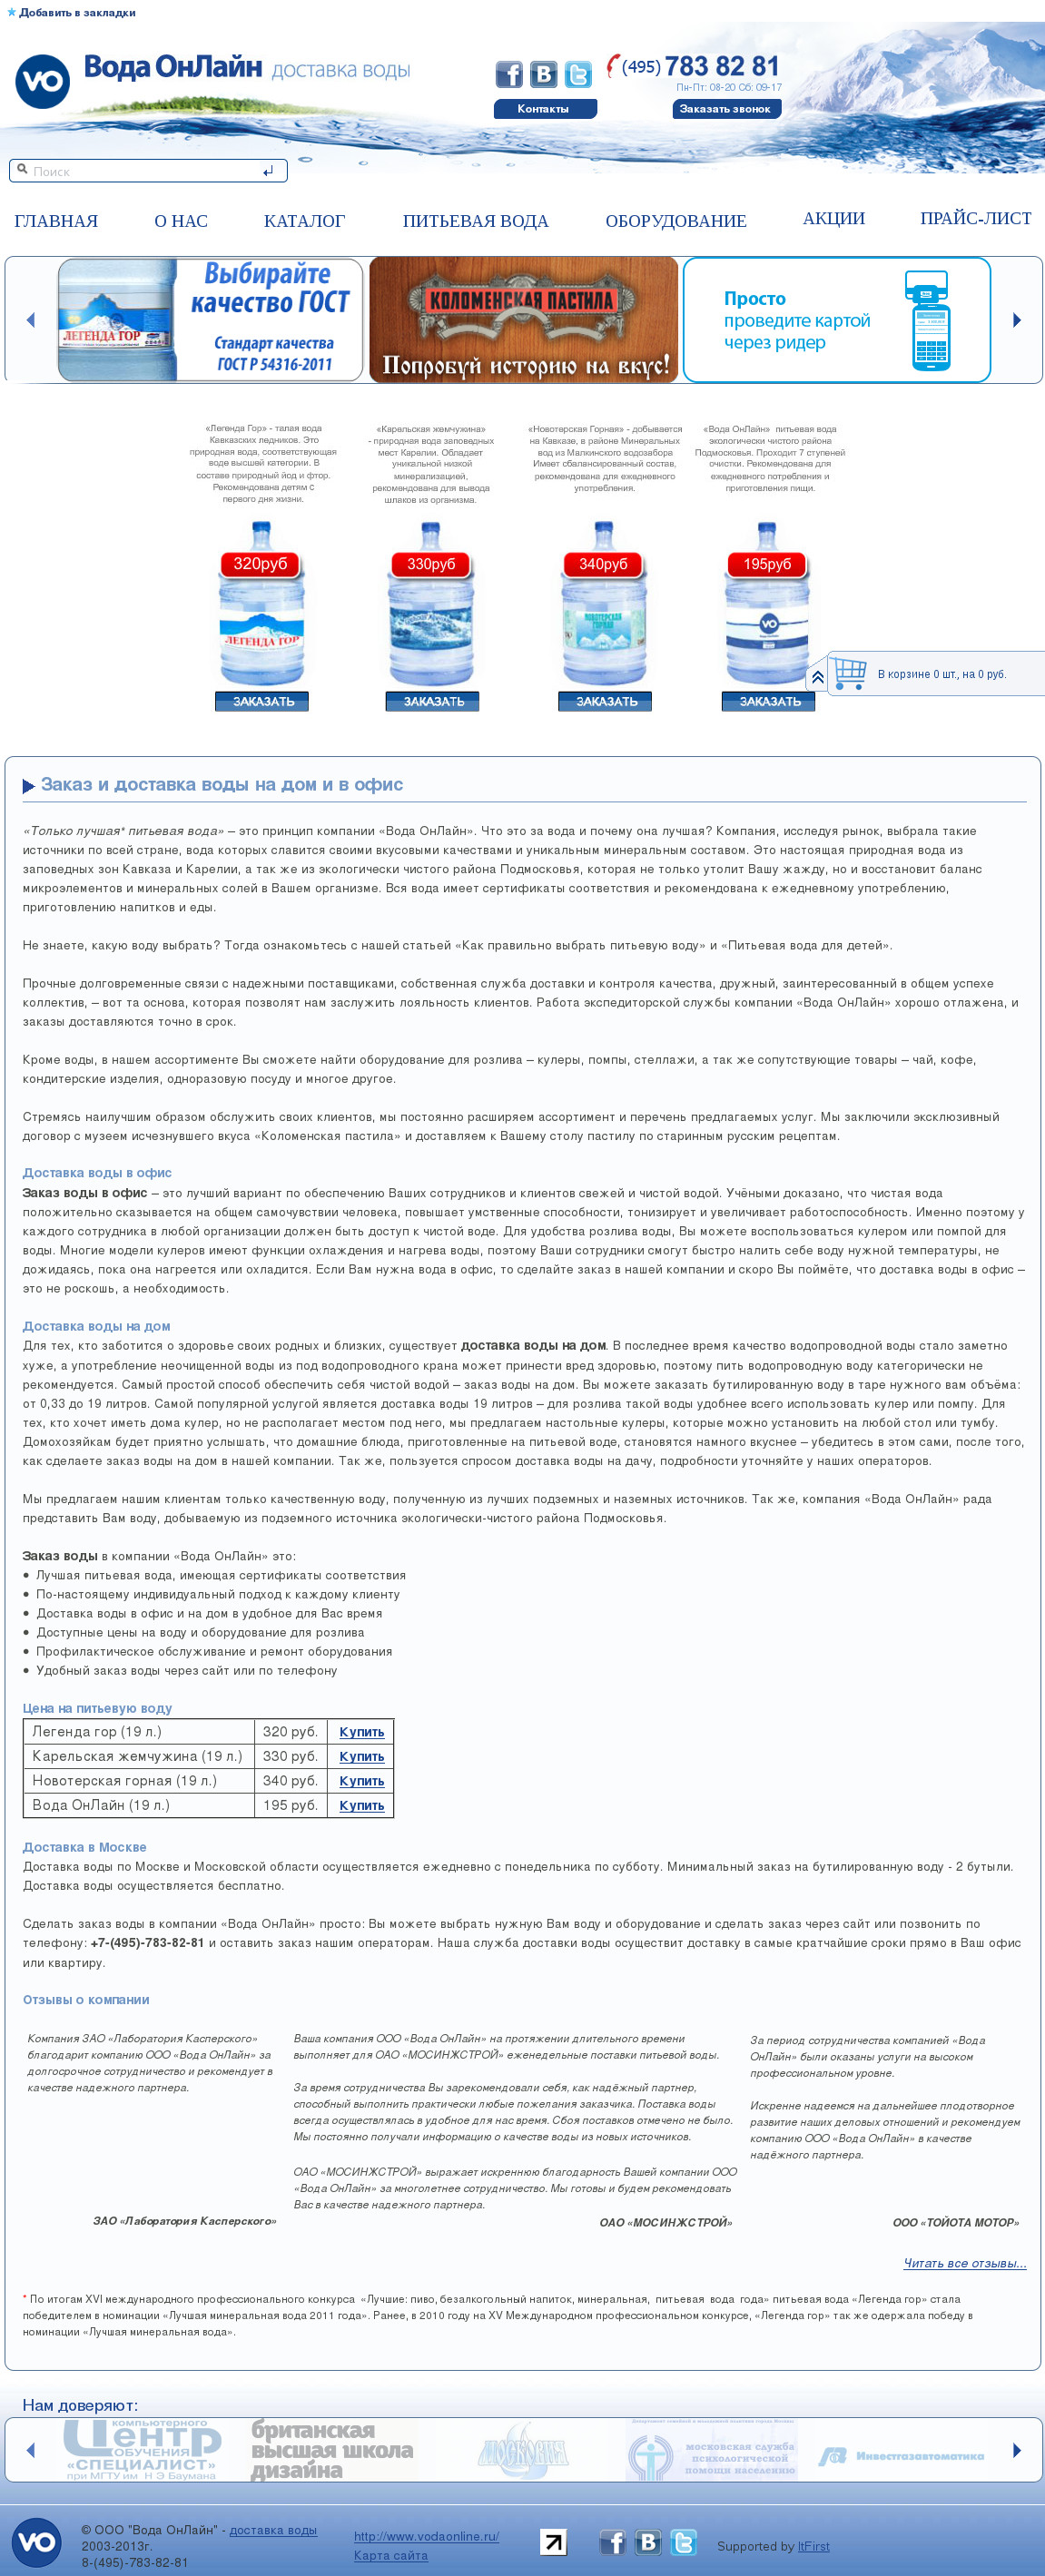 Добавить в закладки
VO
Вода ОнЛайн доставка воды
(495) 783 82 81
Пн-Пт: 08-20 Сб: 09-17
Контакты
Заказать звонок
Поиск
ГЛАВНАЯ
О НАС
КАТАЛОГ
ПИТЬЕВАЯ ВОДА
ОБОРУДОВАНИЕ
АКЦИИ
ПРАЙС-ЛИСТ
ЛЕГЕНДА ГОР
Выбирайте
качество ГОСТ
Стандарт качества
ГОСТ Р 54316-2011
КОЛОМЕНСКАЯ ПАСТИЛА
Попробуй историю на вкус!
Просто
проведите картой
через ридер
«Легенда Гор» - талая вода
Кавказских ледников. Это
природная вода, соответствующая
воде высшей категории. В
составе природный йод и фтор.
Рекомендована детям с
первого дня жизни.
«Карельская жемчужина»
- природная вода заповедных
мест Карелии. Обладает
уникальной низкой
минерализацией,
рекомендована для вывода
шлаков из организма.
«Новотерская Горная» - добывается
на Кавказе, в районе Минеральных
вод из Малкинского водозабора
Имеет сбалансированный состав,
рекомендована для ежедневного
употребления.
«Вода ОнЛайн» питьевая вода
экологически чистого района
Подмосковья. Проходит 7 ступеней
очистки. Рекомендована для
ежедневного потребления и
приготовления пищи.
320руб
330руб
340руб
195руб
ЛЕГЕНДА ГОР
НОВОТЕРСКАЯ
ГОРНАЯ
VO
ЗАКАЗАТЬ
ЗАКАЗАТЬ
ЗАКАЗАТЬ
ЗАКАЗАТЬ
В корзине 0 шт., на 0 руб.
Заказ и доставка воды на дом и в офис
«Только лучшая* питьевая вода» – это принцип компании «Вода ОнЛайн». Что это за вода и почему она лучшая? Компания, исследуя рынок, выбрала такие
источники по всей стране, вода которых славится своими вкусовыми качествами и уникальным минеральным составом. Это настоящая природная вода из
заповедных зон Кавказа и Карелии, а так же из экологически чистого района Подмосковья, которая не только утолит Вашу жажду, но и восстановит баланс
микроэлементов и минеральных солей в Вашем организме. Вся вода имеет сертификаты соответствия и рекомендована к ежедневному употреблению,
приготовлению напитков и еды.
Не знаете, какую воду выбрать? Тогда ознакомьтесь с нашей статьей «Как правильно выбрать питьевую воду» и «Питьевая вода для детей».
Прочные долговременные связи с надежными поставщиками, собственная служба доставки и контроля качества, дружный, заинтересованный в общем успехе
коллектив, – вот та основа, которая позволят нам заслужить лояльность клиентов. Работа экспедиторской службы компании «Вода ОнЛайн» хорошо отлажена, и
заказы доставляются точно в срок.
Кроме воды, в нашем ассортименте Вы сможете найти оборудование для розлива – кулеры, помпы, стеллажи, а так же сопутствующие товары – чай, кофе,
кондитерские изделия, одноразовую посуду и многое другое.
Стремясь наилучшим образом обслужить своих клиентов, мы постоянно расширяем ассортимент и перечень предлагаемых услуг. Мы заключили эксклюзивный
договор с музеем исчезнувшего вкуса «Коломенская пастила» и доставляем к Вашему столу пастилу по старинным русским рецептам.
Доставка воды в офис
Заказ воды в офис – это лучший вариант по обеспечению Ваших сотрудников и клиентов свежей и чистой водой. Учёными доказано, что чистая вода
положительно сказывается на общем самочувствии человека, повышает умственные способности, тонизирует и увеличивает работоспособность. Именно поэтому у
каждого сотрудника в любой организации должен быть доступ к чистой воде. Для удобства розлива воды, Вы можете воспользоваться кулером или помпой для
воды. Многие модели кулеров имеют функции охлаждения и нагрева воды, поэтому Ваши сотрудники смогут быстро налить себе воду нужной температуры, не
дожидаясь, пока она нагреется или охладится. Если Вам нужна вода в офис, то сделайте заказ в нашей компании и скоро Вы поймёте, что доставка воды в офис –
это не роскошь, а необходимость.
Доставка воды на дом
Для тех, кто заботится о здоровье своих родных и близких, существует доставка воды на дом. В последнее время качество водопроводной воды стало заметно
хуже, а употребление неочищенной воды из под водопроводного крана может принести вред здоровью, поэтому пить водопроводную воду категорически не
рекомендуется. Самый простой способ обеспечить себя чистой водой – заказ воды на дом. Вы можете заказать бутилированную воду в таре нужного вам объёма:
от 0,33 до 19 литров. Самой популярной услугой является доставка воды 19 литров – для розлива такой воды удобнее всего использовать кулер или помпу. Для
тех, кто хочет иметь дома кулер, но не располагает местом под него, мы предлагаем настольные кулеры, которые можно установить на любой стол или тумбу.
Домохозяйкам будет приятно услышать, что домашние блюда, приготовленные на питьевой воде, становятся намного вкуснее – убедитесь в этом сами, после того,
как сделаете заказ воды на дом в нашей компании. Так же, пользуется спросом доставка воды на дачу, подробности уточняйте у наших операторов.
Мы предлагаем нашим клиентам только качественную воду, полученную из лучших подземных и наземных источников. Так же, компания «Вода ОнЛайн» рада
представить Вам воду, добываемую из подземного источника экологически-чистого района Подмосковья.
Заказ воды в компании «Вода ОнЛайн» это:
• Лучшая питьевая вода, имеющая сертификаты соответствия
• По-настоящему индивидуальный подход к каждому клиенту
• Доставка воды в офис и на дом в удобное для Вас время
• Доступные цены на воду и оборудование для розлива
• Профилактическое обслуживание и ремонт оборудования
• Удобный заказ воды через сайт или по телефону
Цена на питьевую воду
Легенда гор (19 л.) 320 руб. Купить
Карельская жемчужина (19 л.) 330 руб. Купить
Новотерская горная (19 л.) 340 руб. Купить
Вода ОнЛайн (19 л.) 195 руб. Купить
Доставка в Москве
Доставка воды по Москве и Московской области осуществляется ежедневно с понедельника по субботу. Минимальный заказ на бутилированную воду - 2 бутыли.
Доставка воды осуществляется бесплатно.
Сделать заказ воды в компании «Вода ОнЛайн» просто: Вы можете выбрать нужную Вам воду и оборудование и сделать заказ через сайт или позвонить по
телефону: +7-(495)-783-82-81 и оставить заказ нашим операторам. Наша служба доставки воды осуществит доставку в самые кратчайшие сроки прямо в Ваш офис
или квартиру.
Отзывы о компании
Компания ЗАО «Лаборатория Касперского»
благодарит компанию ООО «Вода ОнЛайн» за
долгосрочное сотрудничество и рекомендует в
качестве надежного партнера.
ЗАО «Лаборатория Касперского»
Ваша компания ООО «Вода ОнЛайн» на протяжении длительного времени
выполняет для ОАО «МОСИНЖСТРОЙ» еженедельные поставки питьевой воды.
За время сотрудничества Вы зарекомендовали себя, как надёжный партнер,
способный выполнить практически любые пожелания заказчика. Поставка воды
всегда осуществлялась в удобное для нас время. Сбоя поставков отмечено не было.
Мы постоянно получали информацию о качестве воды из новых источников.
ОАО «МОСИНЖСТРОЙ» выражает искреннюю благодарность Вашей компании ООО
«Вода ОнЛайн» за многолетнее сотрудничество. Мы готовы и будем рекомендовать
Вас в качестве надежного партнера.
ОАО «МОСИНЖСТРОЙ»
За период сотрудничества компанией «Вода
ОнЛайн» были оказаны услуги на высоком
профессиональном уровне.
Искренне надеемся на дальнейшее плодотворное
развитие наших деловых отношений и рекомендуем
компанию ООО «Вода ОнЛайн» в качестве
надёжного партнера.
ООО «ТОЙОТА МОТОР»
Читать все отзывы...
* По итогам XVI международного профессионального конкурса «Лучшие: пиво, безалкогольный напиток, минеральная, питьевая вода года» питьевая вода «Легенда гор» стала
победителем в номинации «Лучшая минеральная вода 2011 года». Ранее, в 2010 году на XV Международном профессиональном конкурсе, «Легенда гор» так же одержала победу в
номинации «Лучшая минеральная вода».
Нам доверяют:
компьютерного
Центр
ОБУЧЕНИЯ
«СПЕЦИАЛИСТ»
при МГТУ им Н Э Баумана
британская
высшая школа
дизайна
МОСКОВИЯ
Департамент семейной и молодежной политики города Москвы
московская служба
психологической
помощи населению
Инвестгазавтоматика
VO
© ООО "Вода ОнЛайн" - доставка воды
2003-2013г.
8-(495)-783-82-81
http://www.vodaonline.ru/
Карта сайта
Supported by ItFirst